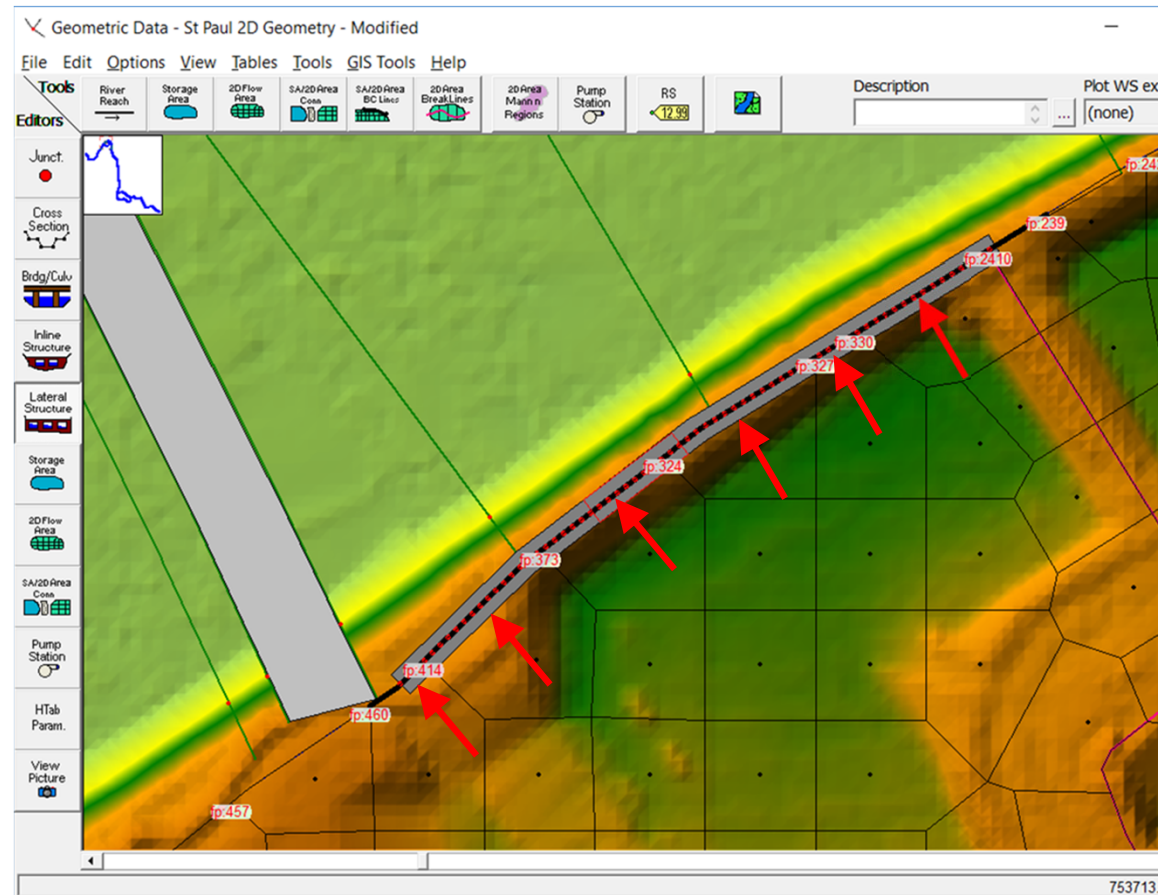 Geometric Data - St Paul 2D Geometry - Modified
File Edit Options View Tables Tools GIS Tools Help
Tools
Editors
River
Reach
Storage
Area
2D Flow
Area
SA/2D Area
Conn
SA/2D Area
BC Lines
2D Area
BreakLines
2D Area
Mann n
Regions
Pump
Station
RS
12.99
Description
...
Plot WS ex
(none)
Junct.
Cross
Section
Brdg/Culv
Inline
Structure
Lateral
Structure
Storage
Area
2D Flow
Area
SA/2D Area
Conn
Pump
Station
HTab
Param.
View
Picture
fp:24
fp:239
fp:2410
fp:330
fp:327
fp:324
fp:373
fp:414
fp:460
fp:457
753713